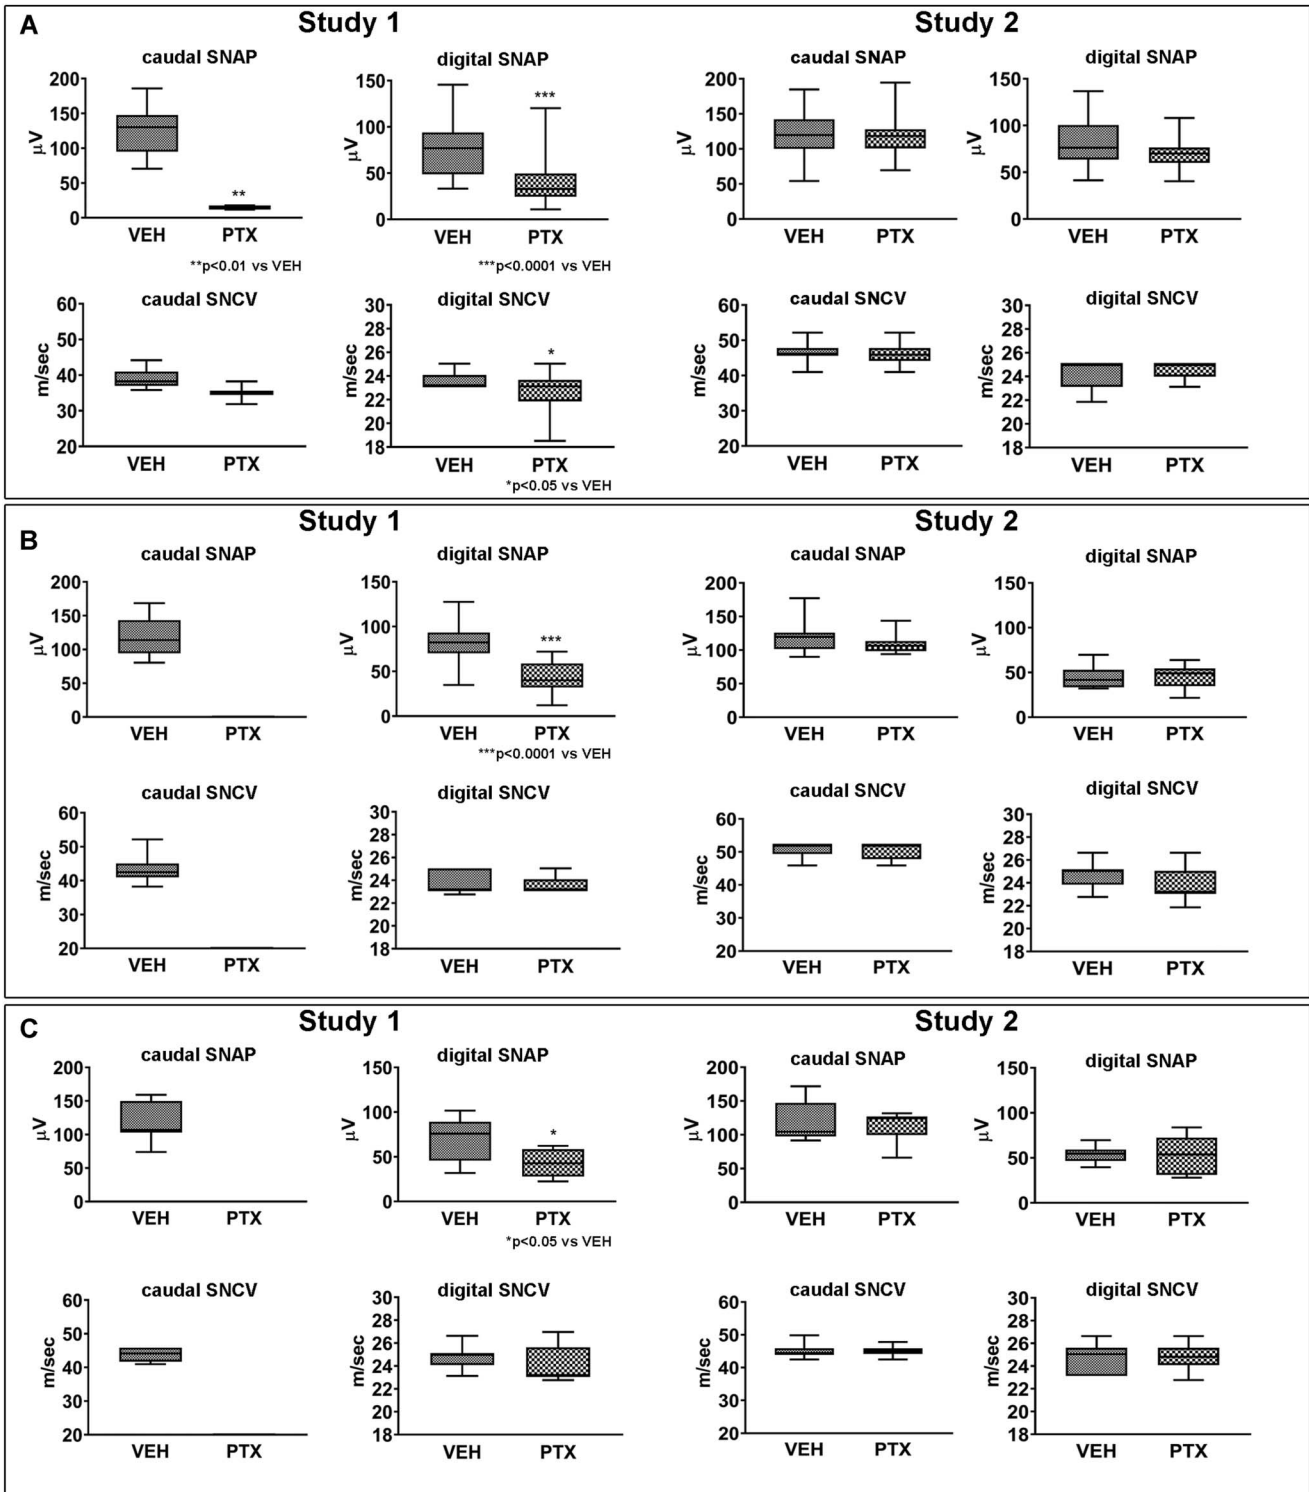 A
Study 1
Study 2
caudal SNAP
digital SNAP
caudal SNAP
digital SNAP
200
150
100
50
0
µV
VEH
PTX
**
**p<0.01 vs VEH
150
100
50
0
µV
VEH
PTX
***
***p<0.0001 vs VEH
200
150
100
50
0
µV
VEH
PTX
150
100
50
0
µV
VEH
PTX
caudal SNCV
digital SNCV
caudal SNCV
digital SNCV
60
50
40
30
20
m/sec
VEH
PTX
30
28
26
24
22
20
18
m/sec
VEH
PTX
*
*p<0.05 vs VEH
60
50
40
30
20
m/sec
VEH
PTX
30
28
26
24
22
20
18
m/sec
VEH
PTX
B
Study 1
Study 2
caudal SNAP
digital SNAP
caudal SNAP
digital SNAP
200
150
100
50
0
µV
VEH
PTX
150
100
50
0
µV
VEH
PTX
***
***p<0.0001 vs VEH
200
150
100
50
0
µV
VEH
PTX
150
100
50
0
µV
VEH
PTX
caudal SNCV
digital SNCV
caudal SNCV
digital SNCV
60
50
40
30
20
m/sec
VEH
PTX
30
28
26
24
22
20
18
m/sec
VEH
PTX
60
50
40
30
20
m/sec
VEH
PTX
30
28
26
24
22
20
18
m/sec
VEH
PTX
C
Study 1
Study 2
caudal SNAP
digital SNAP
caudal SNAP
digital SNAP
200
150
100
50
0
µV
VEH
PTX
150
100
50
0
µV
VEH
PTX
*
*p<0.05 vs VEH
200
150
100
50
0
µV
VEH
PTX
150
100
50
0
µV
VEH
PTX
caudal SNCV
digital SNCV
caudal SNCV
digital SNCV
60
50
40
30
20
m/sec
VEH
PTX
30
28
26
24
22
20
18
m/sec
VEH
PTX
60
50
40
30
20
m/sec
VEH
PTX
30
28
26
24
22
20
18
m/sec
VEH
PTX